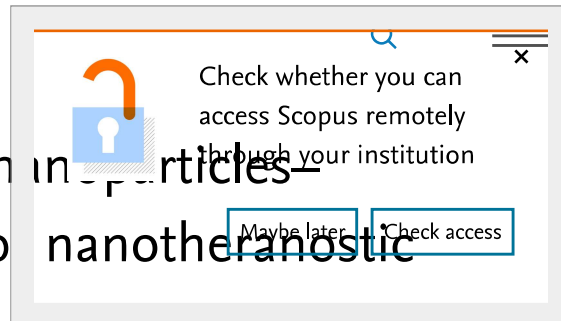 Check whether you can
access Scopus remotely
through your institution
nanoparticles–
nanotheranostic
Maybe later
Check access